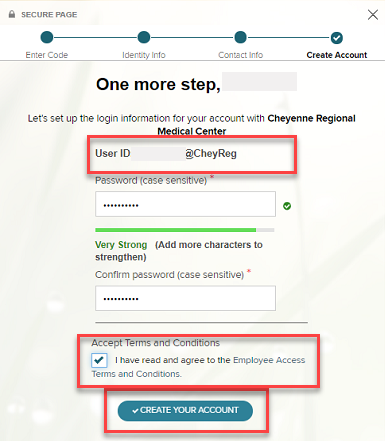 SECURE PAGE
Enter Code Identity Info Contact Info Create Account
One more step,
Let's set up the login information for your account with Cheyenne Regional
Medical Center
User ID @CheyReg
Password (case sensitive) *
••••••••••
Very Strong (Add more characters to
strengthen)
Confirm password (case sensitive) *
••••••••••
Accept Terms and Conditions
I have read and agree to the Employee Access
Terms and Conditions.
CREATE YOUR ACCOUNT